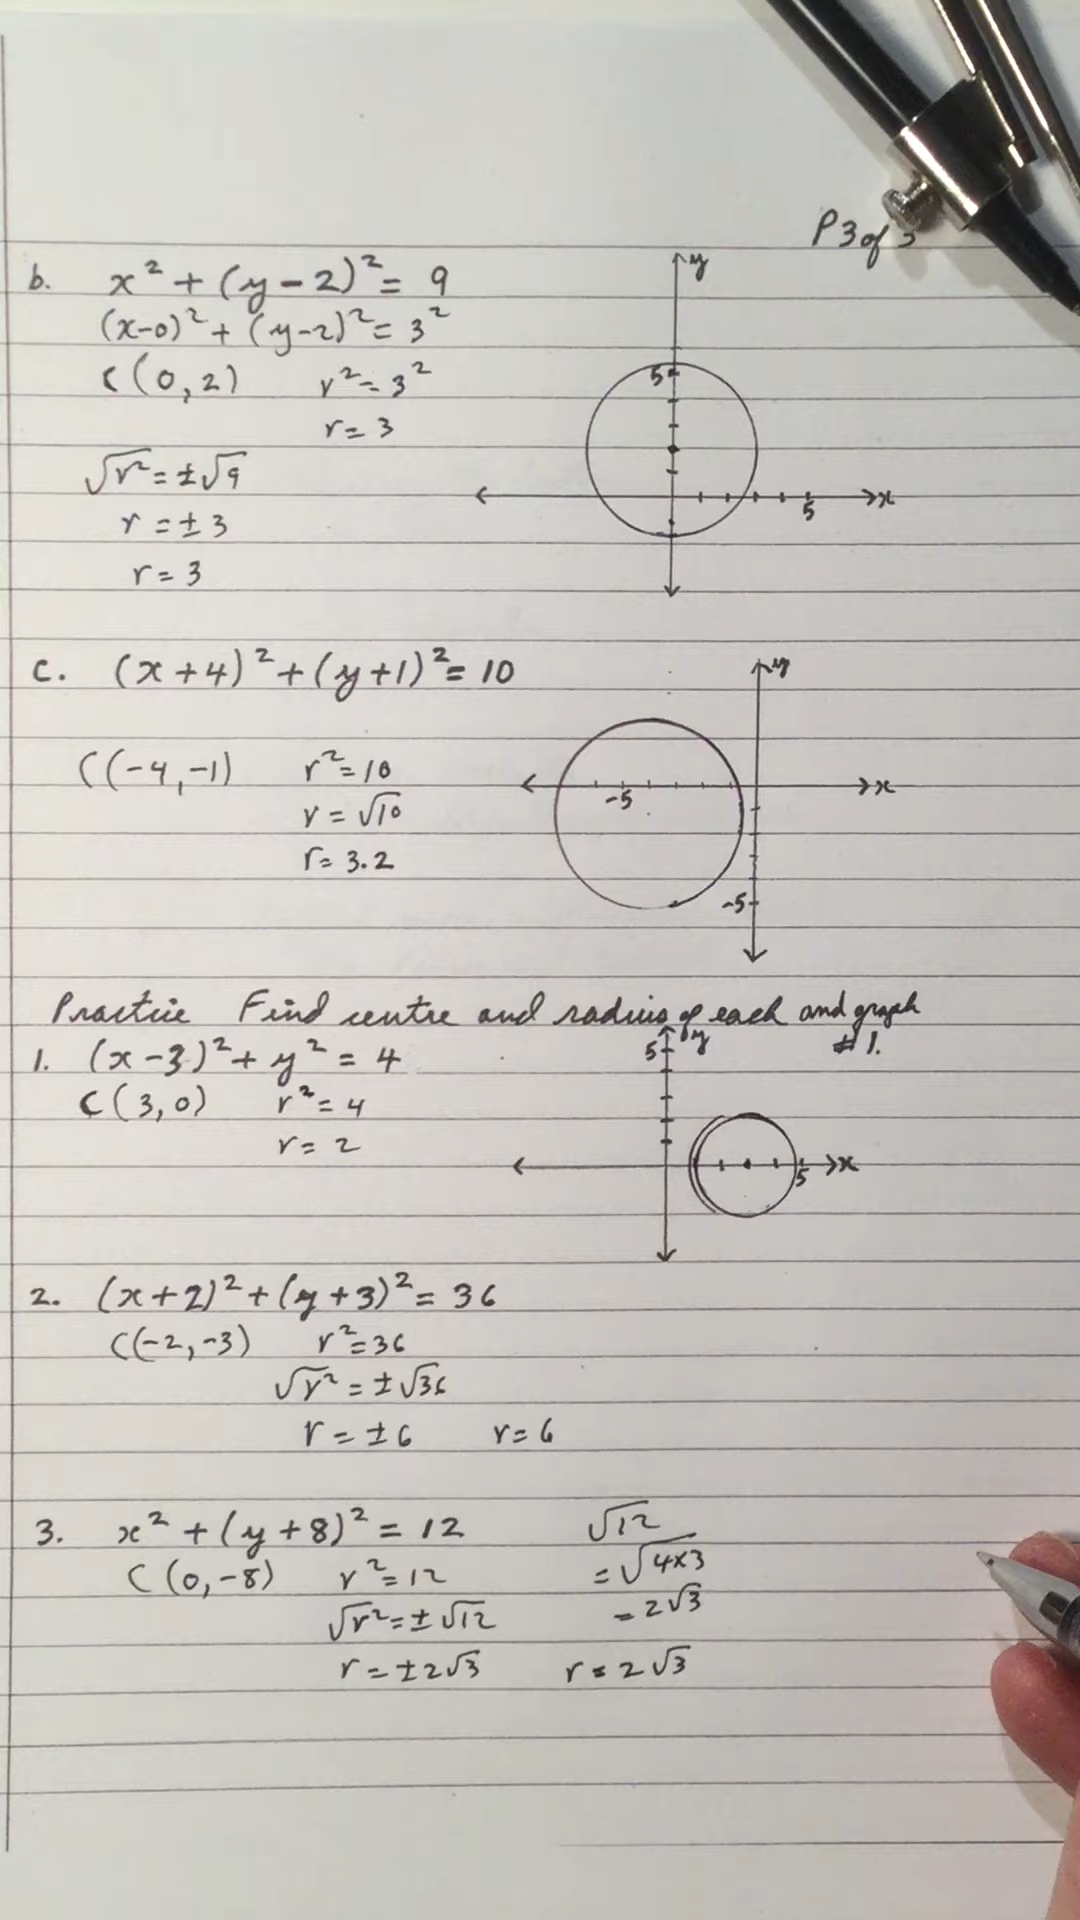 P3 of 3
b. x² + (y - 2)² = 9
(x-0)² + (y-2)² = 3²
C(0, 2) r² = 3²
r = 3
√r² = ±√9
r = ± 3
r = 3
y
5
x
5
c. (x + 4)² + (y + 1)² = 10
C(-4, -1) r² = 10
r = √10
r = 3.2
y
x
-5
-5
Practice Find centre and radius of each and graph
#1.
1. (x - 3)² + y² = 4
C(3, 0) r² = 4
r = 2
5 y
x
5
2. (x + 2)² + (y + 3)² = 36
C(-2, -3) r² = 36
√r² = ±√36
r = ±6 r = 6
3. x² + (y + 8)² = 12 √12
C(0, -8) r² = 12 = √4×3
√r² = ±√12 = 2√3
r = ±2√3 r = 2√3